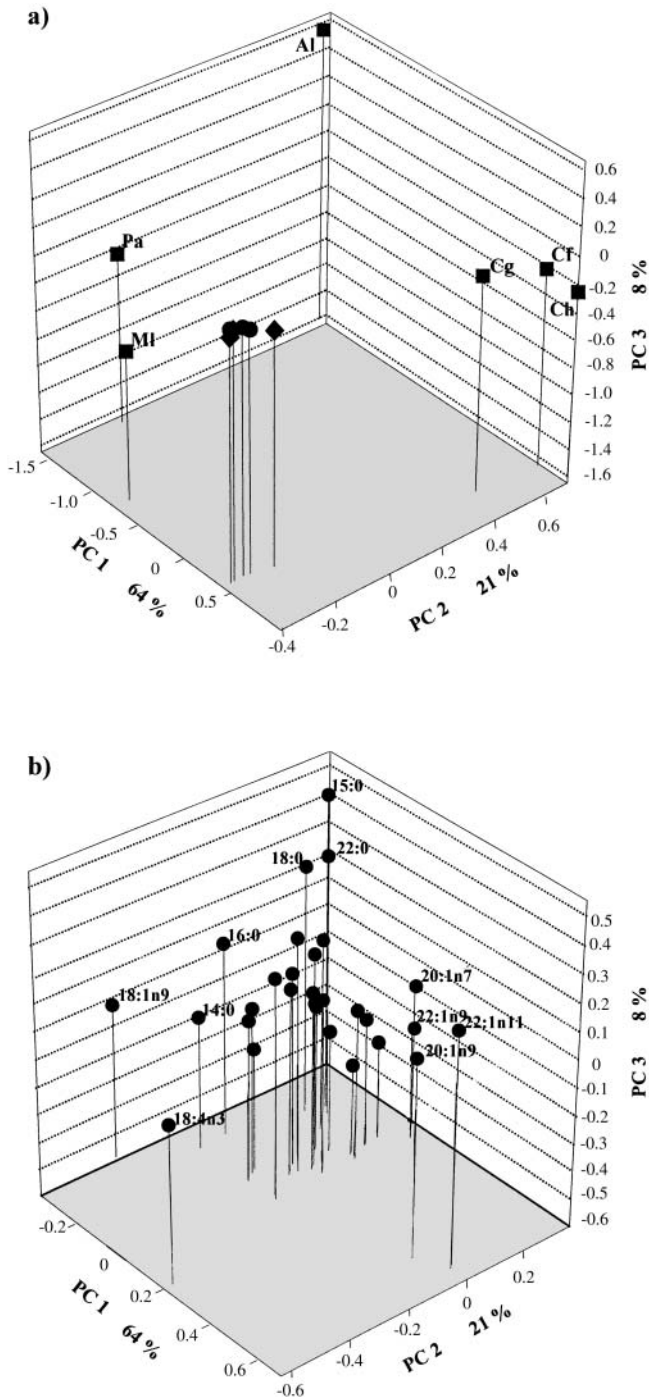 a)
Al
0.6
0.4
0.2
0
-0.2
-0.4
-0.6
-0.8
-1.0
-1.2
-1.4
-1.6
PC 3 8 %
Pa
Ml
Cg
Cf
Ch
-1.5
-1.0
-0.5
0
0.5
PC 1 64 %
-0.4
-0.2
0
0.2
0.4
0.6
PC 2 21 %
b)
15:0
22:0
18:0
16:0
18:1n9
14:0
18:4n3
20:1n7
22:1n9
22:1n11
20:1n9
0.5
0.4
0.3
0.2
0.1
0
-0.1
-0.2
-0.3
-0.4
-0.5
-0.6
PC 3 8 %
-0.2
0
0.2
0.4
0.6
PC 1 64 %
-0.6
-0.4
-0.2
0
0.2
PC 2 21 %